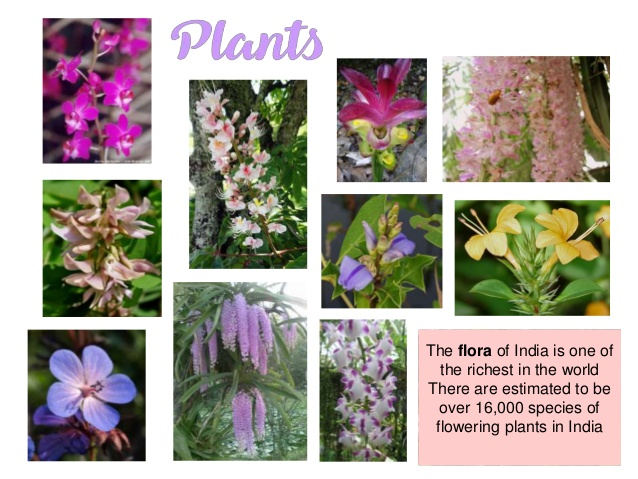 Plants
The flora of India is one of
the richest in the world
There are estimated to be
over 16,000 species of
flowering plants in India